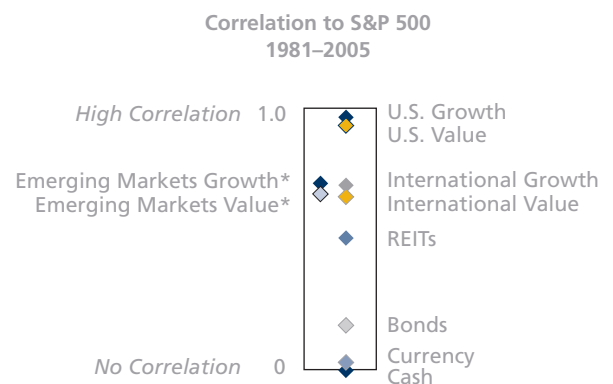 Correlation to S&P 500
1981–2005
High Correlation 1.0
U.S. Growth
U.S. Value
Emerging Markets Growth*
Emerging Markets Value*
International Growth
International Value
REITs
Bonds
Currency
No Correlation 0
Cash